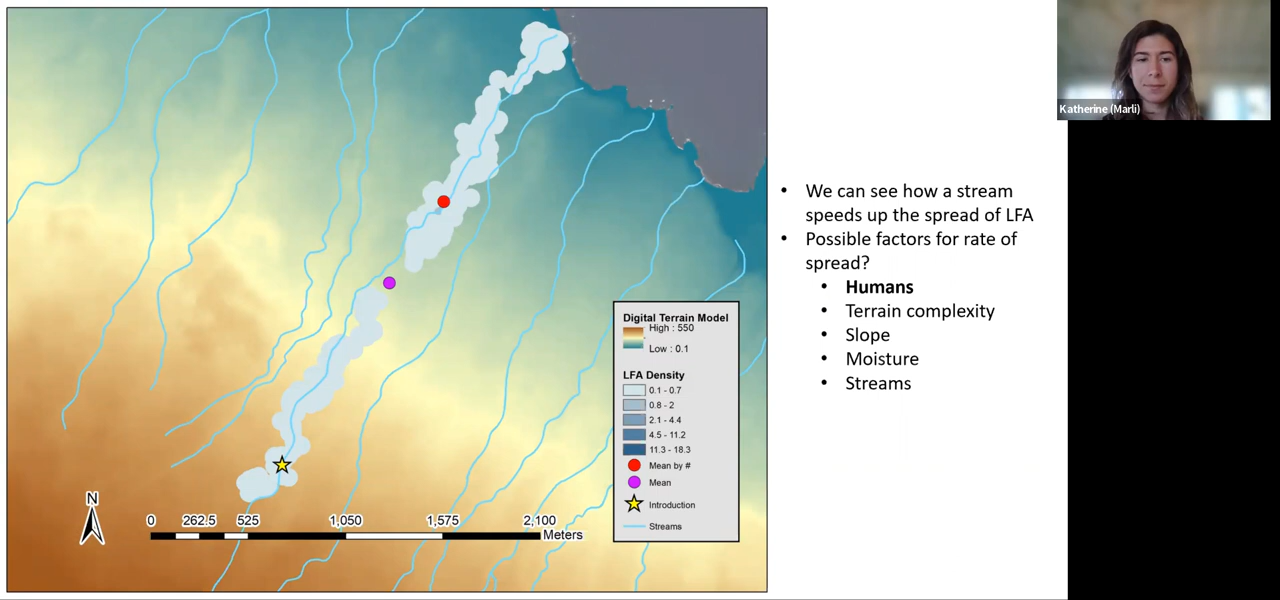 Katherine (Marli)
• We can see how a stream
speeds up the spread of LFA
• Possible factors for rate of
spread?
• Humans
• Terrain complexity
• Slope
• Moisture
• Streams
Digital Terrain Model
High : 550
Low : 0.1
LFA Density
0.1 - 0.7
0.8 - 2
2.1 - 4.4
4.5 - 11.2
11.3 - 18.3
Mean by #
Mean
Introduction
Streams
N
0 262.5 525 1,050 1,575 2,100
Meters